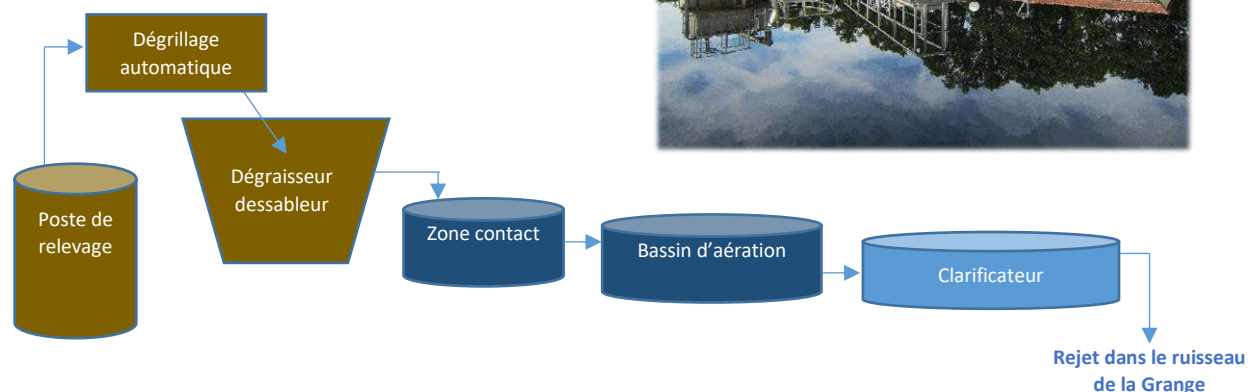 Dégrillage
automatique
Dégraisseur
dessableur
Poste de
relevage
Zone contact
Bassin d’aération
Clarificateur
Rejet dans le ruisseau
de la Grange